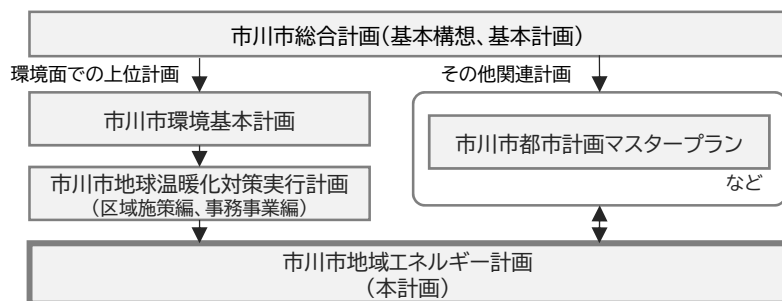 市川市総合計画（基本構想、基本計画）
環境面での上位計画
その他関連計画
市川市環境基本計画
市川市都市計画マスタープラン
など
市川市地球温暖化対策実行計画
（区域施策編、事務事業編）
市川市地域エネルギー計画
（本計画）